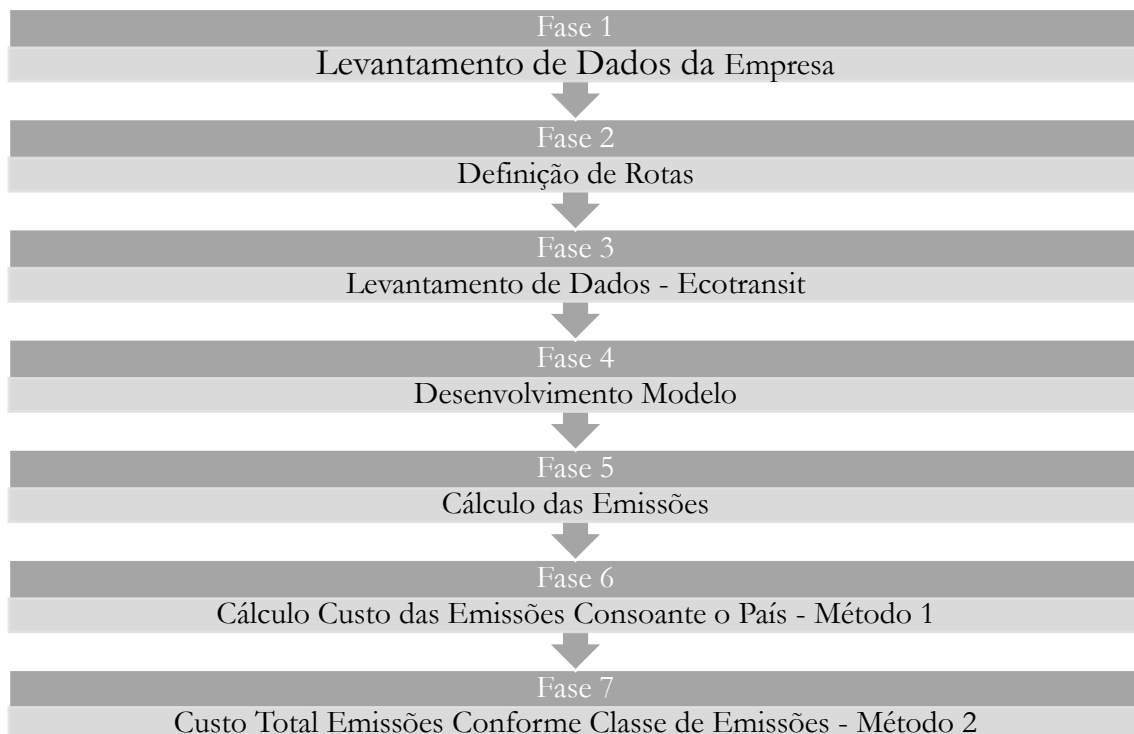 Fase 1
Levantamento de Dados da Empresa
Fase 2
Definição de Rotas
Fase 3
Levantamento de Dados - Ecotransit
Fase 4
Desenvolvimento Modelo
Fase 5
Cálculo das Emissões
Fase 6
Cálculo Custo das Emissões Consoante o País - Método 1
Fase 7
Custo Total Emissões Conforme Classe de Emissões - Método 2